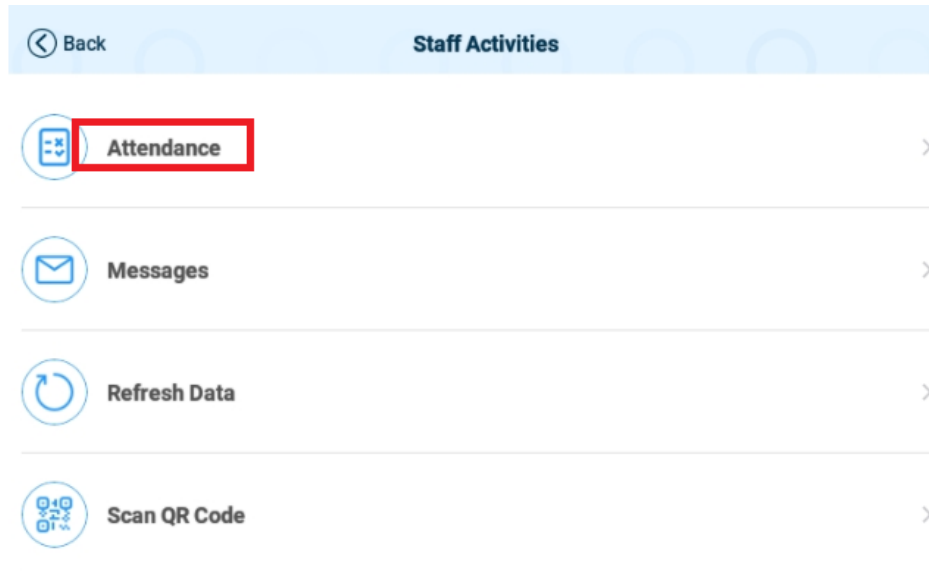 Back
Staff Activities
Attendance
Messages
Refresh Data
Scan QR Code